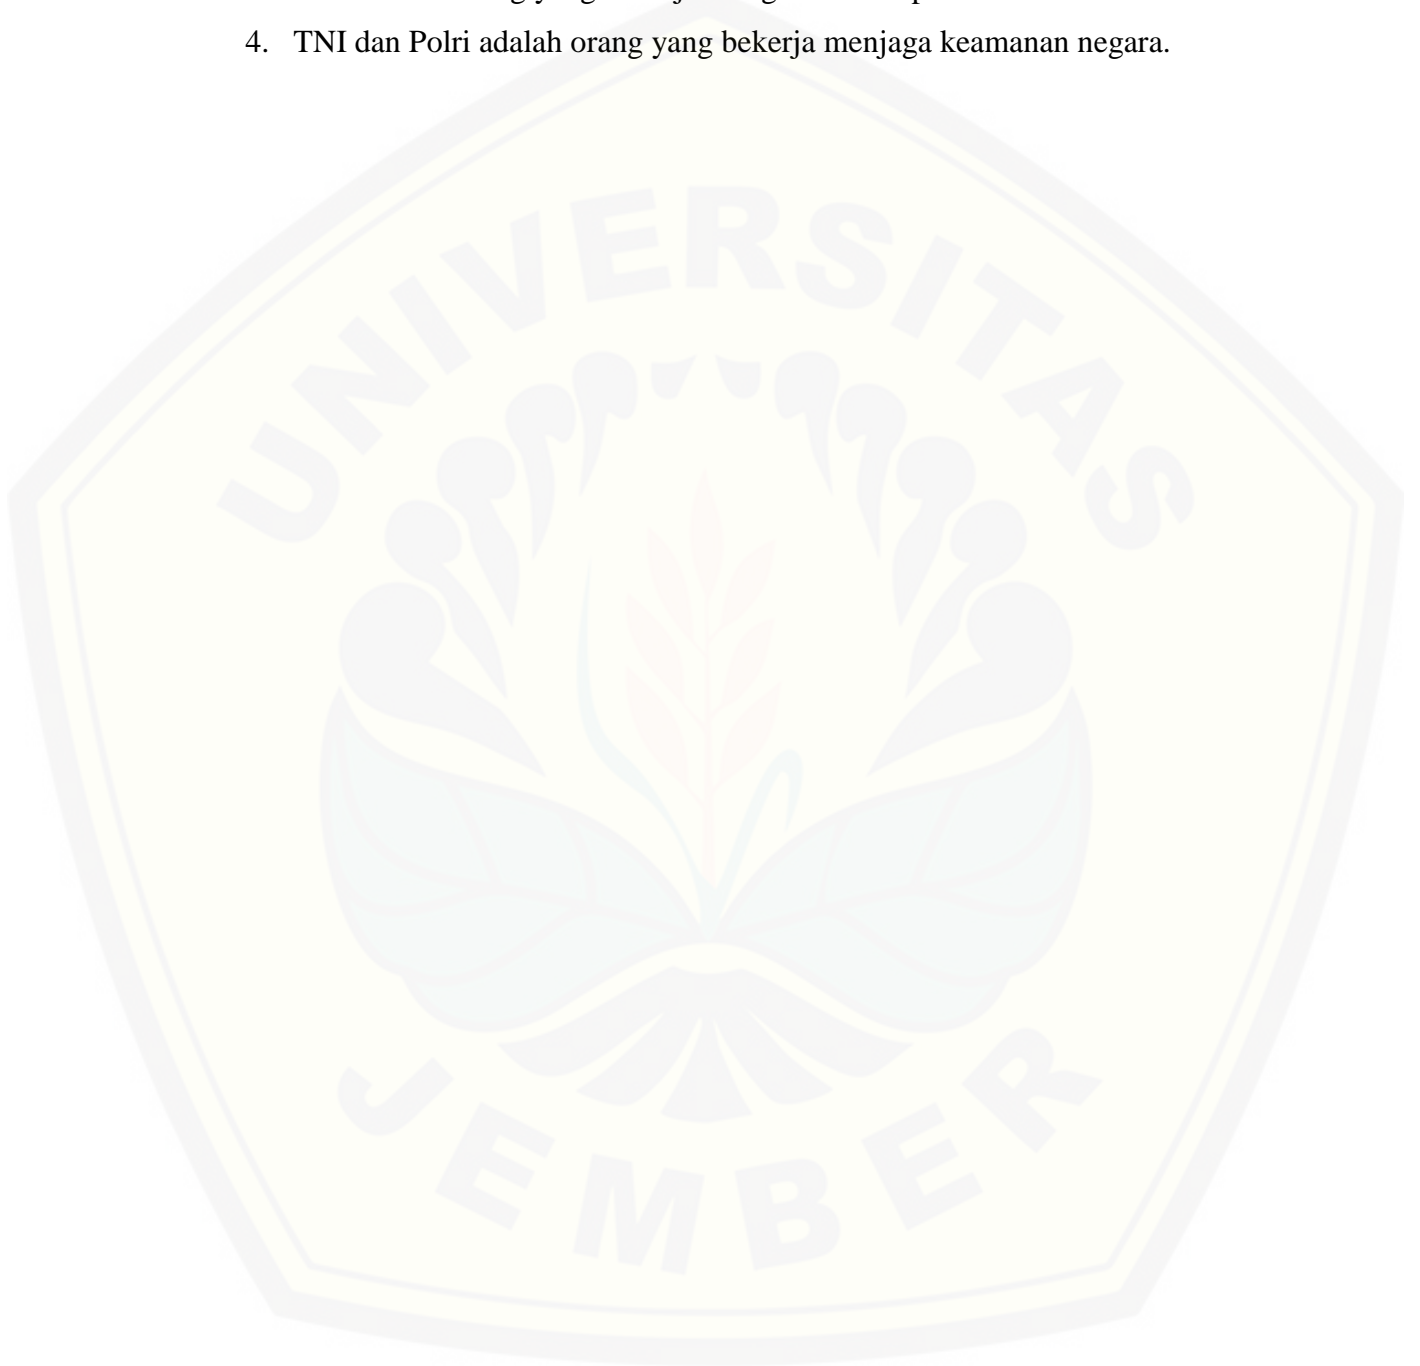 4. TNI dan Polri adalah orang yang bekerja menjaga keamanan negara.
UNIVERSITAS
JEMBER